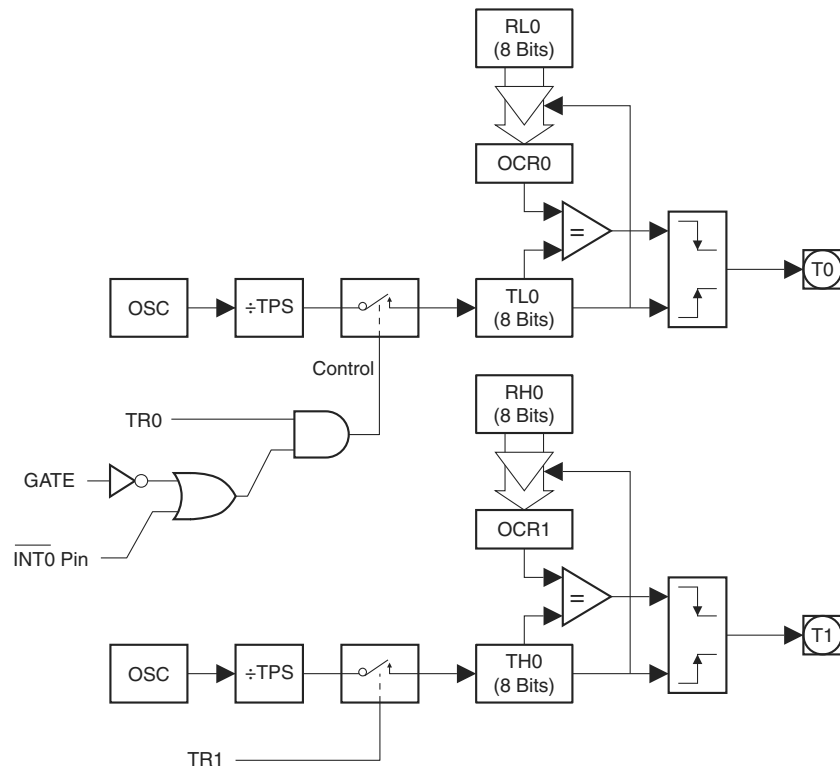 RL0
(8 Bits)
OCR0
=
OSC
÷TPS
TL0
(8 Bits)
T0
Control
TR0
GATE
INT0 Pin
RH0
(8 Bits)
OCR1
=
OSC
÷TPS
TH0
(8 Bits)
T1
TR1